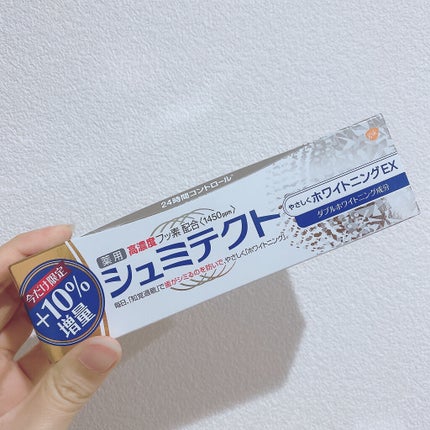 24時間コントロール*
薬用
高濃度フッ素配合〈1450ppm〉
シュミテクト
やさしくホワイトニングEX
ダブルホワイトニング成分
毎日、「知覚過敏」で歯がシミるのを防いで、やさしく「ホワイトニング」
今だけ限定
+10%
増量